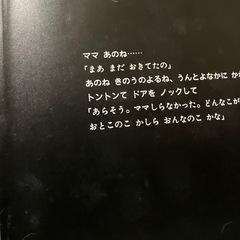 ママ あのね……
「まあ まだ おきてたの」
あのね きのうのよるね、うんとよなかに か
トントンて ドアを ノックして
「あらそう。ママしらなかった。どんなこが
おとこのこ かしら おんなのこ かな」